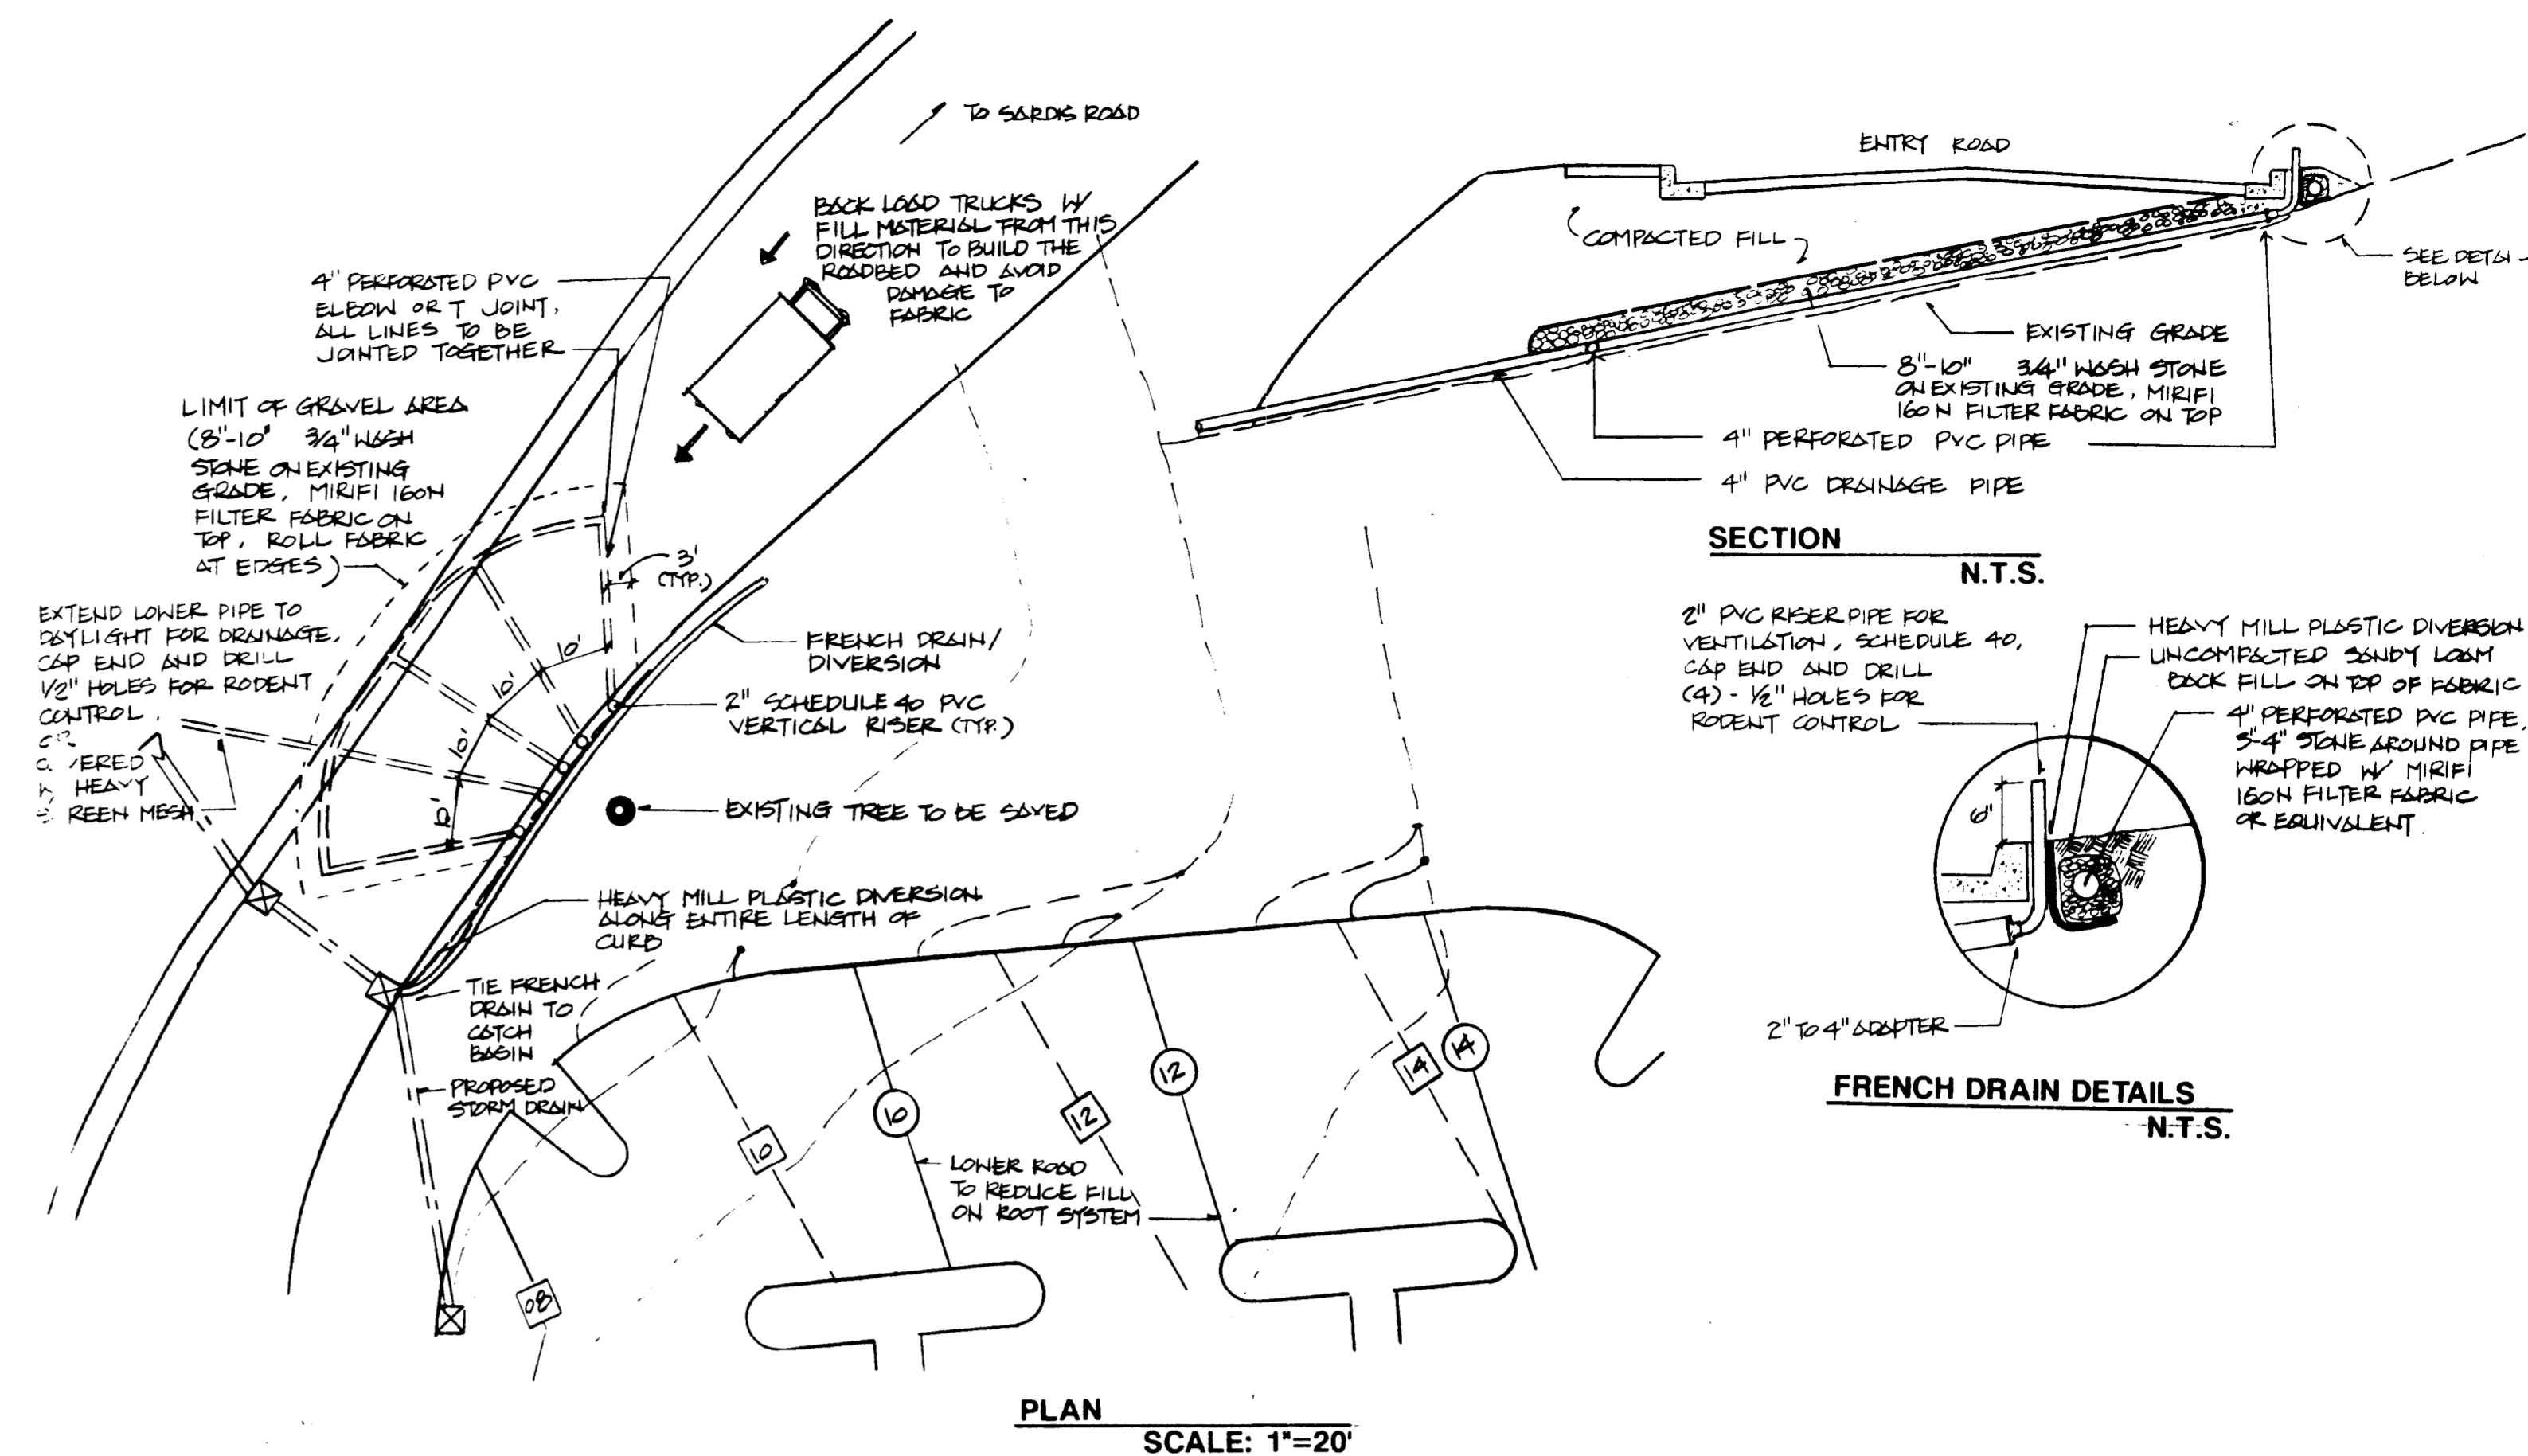 TO SARDIS ROAD
BACK LOAD TRUCKS W/
FILL MATERIAL FROM THIS
DIRECTION TO BUILD THE
ROADBED AND AVOID
DAMAGE TO
FABRIC
4" PERFORATED PVC
ELBOW OR T JOINT,
ALL LINES TO BE
JOINTED TOGETHER
LIMIT OF GRAVEL AREA
(8"-10" 3/4" WASH
STONE ON EXISTING
GRADE, MIRIFI 160N
FILTER FABRIC ON
TOP, ROLL FABRIC
AT EDGES)
3'
(TYP.)
EXTEND LOWER PIPE TO
DAYLIGHT FOR DRAINAGE,
CAP END AND DRILL
1/2" HOLES FOR RODENT
CONTROL.
OR
HEAVY
MESH
10'
10'
10'
10'
FRENCH DRAIN/
DIVERSION
2" SCHEDULE 40 PVC
VERTICAL RISER (TYP.)
EXISTING TREE TO BE SAVED
HEAVY MILL PLASTIC DIVERSION
ALONG ENTIRE LENGTH OF
CURB
TIE FRENCH
DRAIN TO
CATCH
BASIN
PROPOSED
STORM DRAIN
08
10
10
12
12
14
14
LOWER ROAD
TO REDUCE FILL
ON ROOT SYSTEM
PLAN
SCALE: 1"=20'
ENTRY ROAD
COMPACTED FILL
SEE DETAI
BELOW
EXISTING GRADE
8"-10" 3/4" WASH STONE
ON EXISTING GRADE, MIRIFI
160N FILTER FABRIC ON TOP
4" PERFORATED PVC PIPE
4" PVC DRAINAGE PIPE
SECTION
N.T.S.
2" PVC RISER PIPE FOR
VENTILATION, SCHEDULE 40,
CAP END AND DRILL
(4) - 1/2" HOLES FOR
RODENT CONTROL
HEAVY MILL PLASTIC DIVERSION
UNCOMPACTED SANDY LOAM
BACK FILL ON TOP OF FABRIC
4" PERFORATED PVC PIPE,
3"-4" STONE AROUND PIPE
WRAPPED W/ MIRIFI
160N FILTER FABRIC
OR EQUIVALENT.
6"
2" TO 4" ADAPTER
FRENCH DRAIN DETAILS
N.T.S.